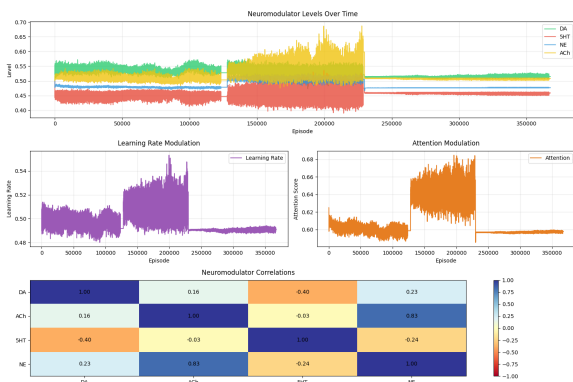 Neuromodulator Levels Over Time
0.70
0.65
0.60
0.55
0.50
0.45
0.40
Level
DA
5HT
NE
ACh
0 50000 100000 150000 200000 250000 300000 350000
Episode
Learning Rate Modulation
0.54
0.52
0.50
0.48
Learning Rate
Learning Rate
0 50000 100000 150000 200000 250000 300000 350000
Episode
Attention Modulation
0.68
0.66
0.64
0.62
0.60
Attention Score
Attention
0 50000 100000 150000 200000 250000 300000 350000
Episode
Neuromodulator Correlations
DA 1.00 0.16 -0.40 0.23
ACh 0.16 1.00 -0.03 0.83
5HT -0.40 -0.03 1.00 -0.24
NE 0.23 0.83 -0.24 1.00
DA ACh 5HT NE
1.00
0.75
0.50
0.25
0.00
−0.25
−0.50
−0.75
−1.00